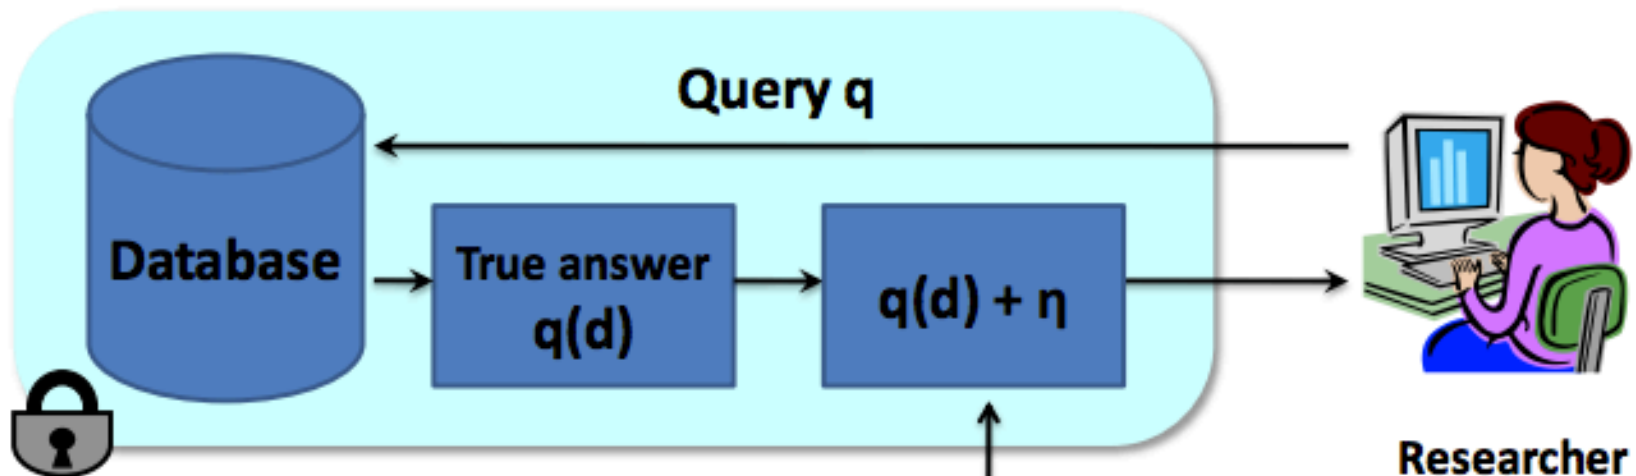 Query q
Database
True answer
q(d)
q(d) + η
Researcher